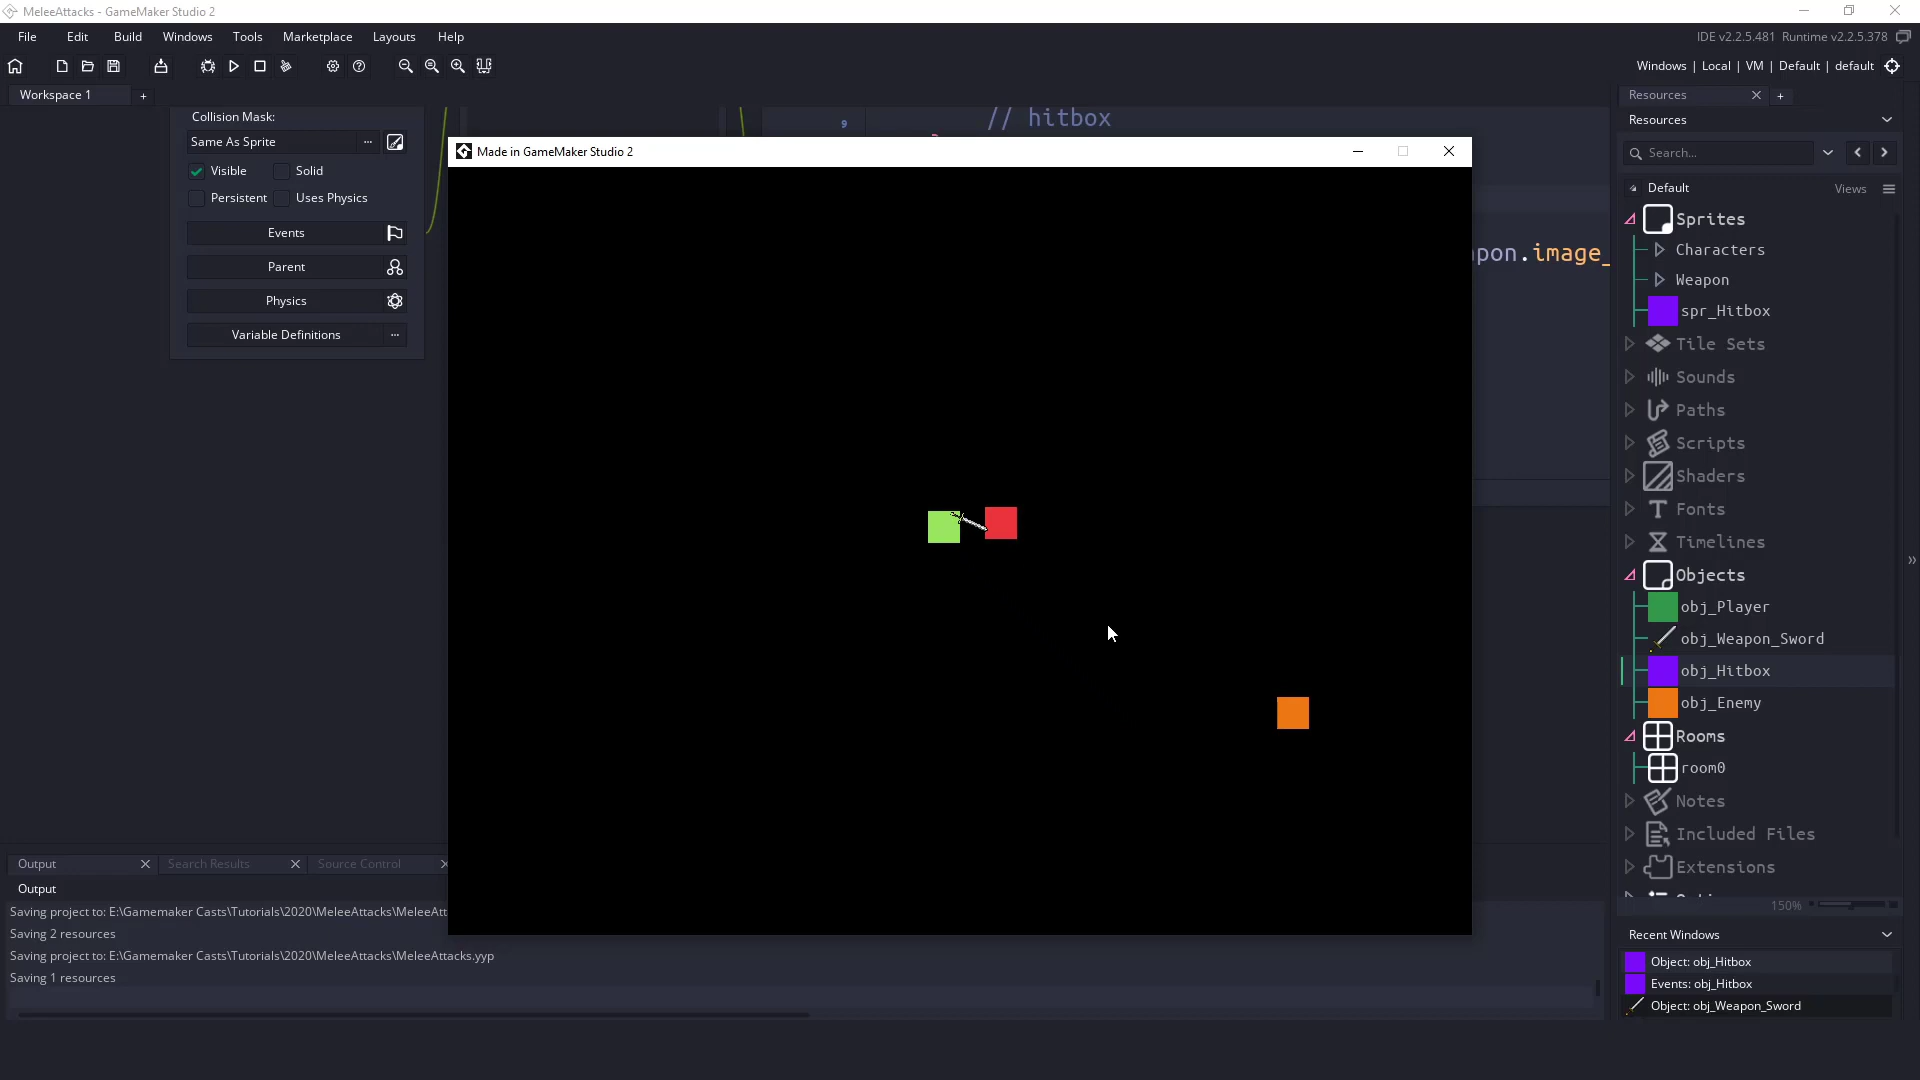 MeleeAttacks - GameMaker Studio 2
File Edit Build Windows Tools Marketplace Layouts Help
IDE v2.2.5.481 Runtime v2.2.5.378
Windows | Local | VM | Default | default
Workspace 1
Collision Mask:
Same As Sprite
Visible Solid
Persistent Uses Physics
Events
Parent
Physics
Variable Definitions
9 // hitbox
Made in GameMaker Studio 2
pon.image_
Resources
Resources
Search...
Default Views
Sprites
Characters
Weapon
spr_Hitbox
Tile Sets
Sounds
Paths
Scripts
Shaders
Fonts
Timelines
Objects
obj_Player
obj_Weapon_Sword
obj_Hitbox
obj_Enemy
Rooms
room0
Notes
Included Files
Extensions
150%
Recent Windows
Object: obj_Hitbox
Events: obj_Hitbox
Object: obj_Weapon_Sword
Output Search Results Source Control
Output
Saving project to: E:\Gamemaker Casts\Tutorials\2020\MeleeAttacks\MeleeAtt
Saving 2 resources
Saving project to: E:\Gamemaker Casts\Tutorials\2020\MeleeAttacks\MeleeAttacks.yyp
Saving 1 resources